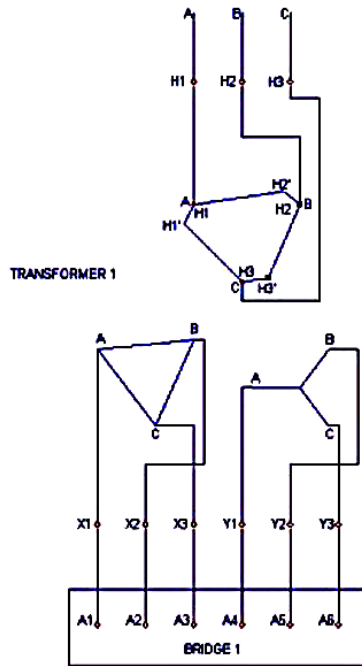 A B C
H1 H2 H3
H2'
A B
H1 H2
H1'
H3
C H3'
TRANSFORMER 1
B B
A
A
C C
X1 X2 X3 Y1 Y2 Y3
A1 A2 A3 A4 A5 A6
BRIDGE 1